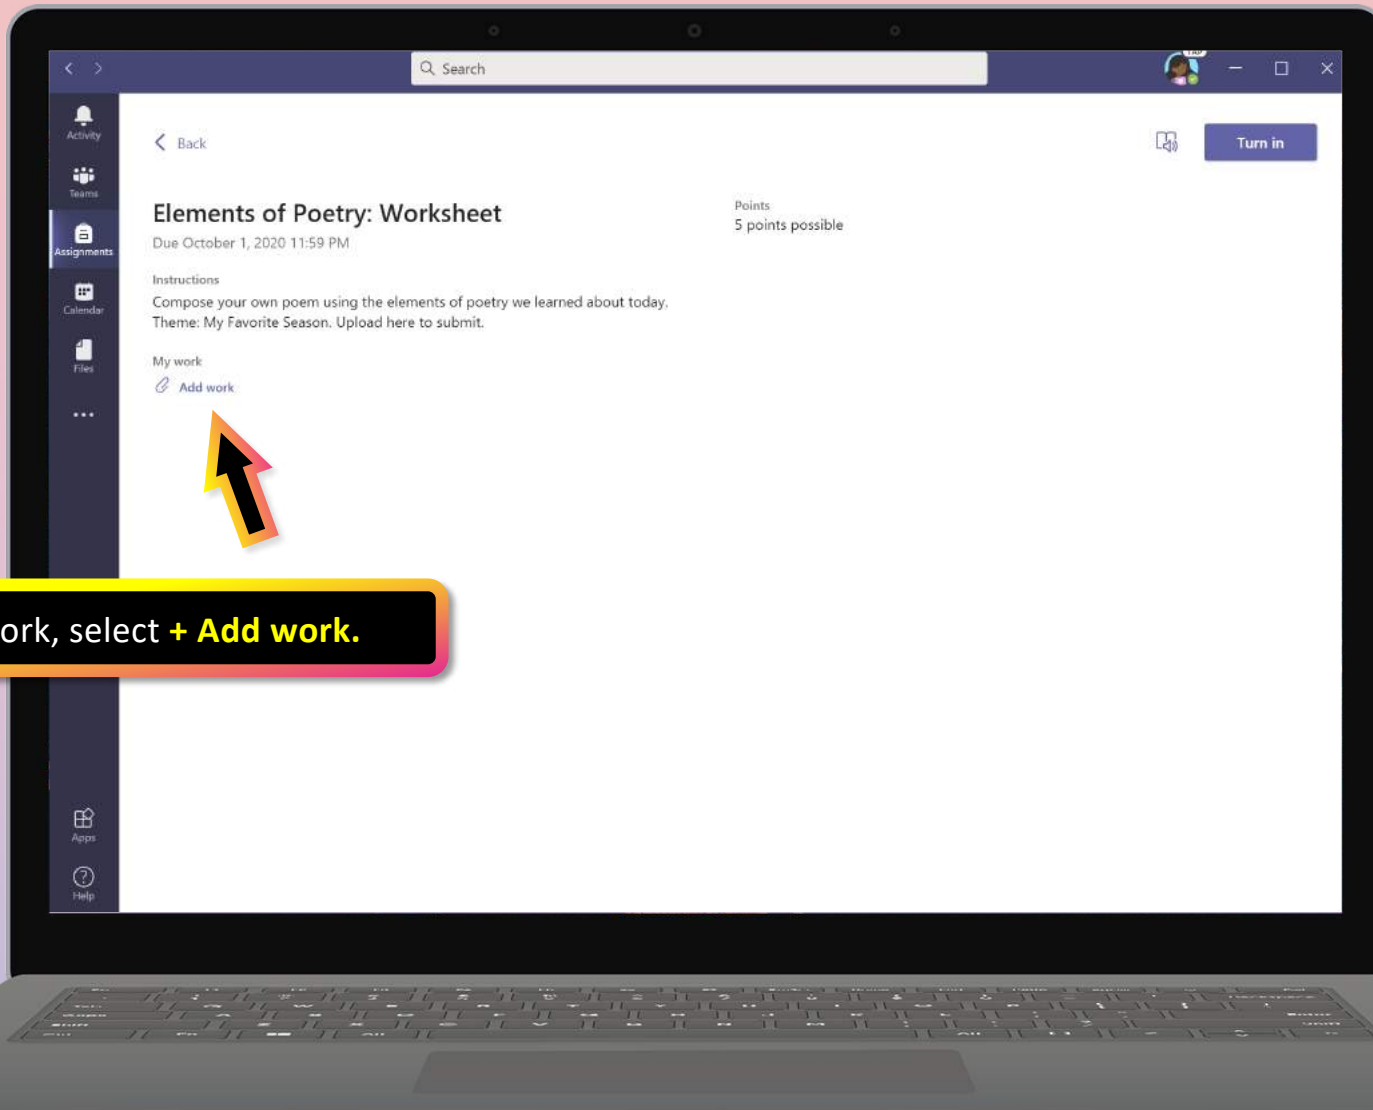 Search
Activity
Teams
Assignments
Calendar
Files
Apps
Help
Back
Turn in
Elements of Poetry: Worksheet
Due October 1, 2020 11:59 PM
Points
5 points possible
Instructions
Compose your own poem using the elements of poetry we learned about today.
Theme: My Favorite Season. Upload here to submit.
My work
Add work
ork, select + Add work.